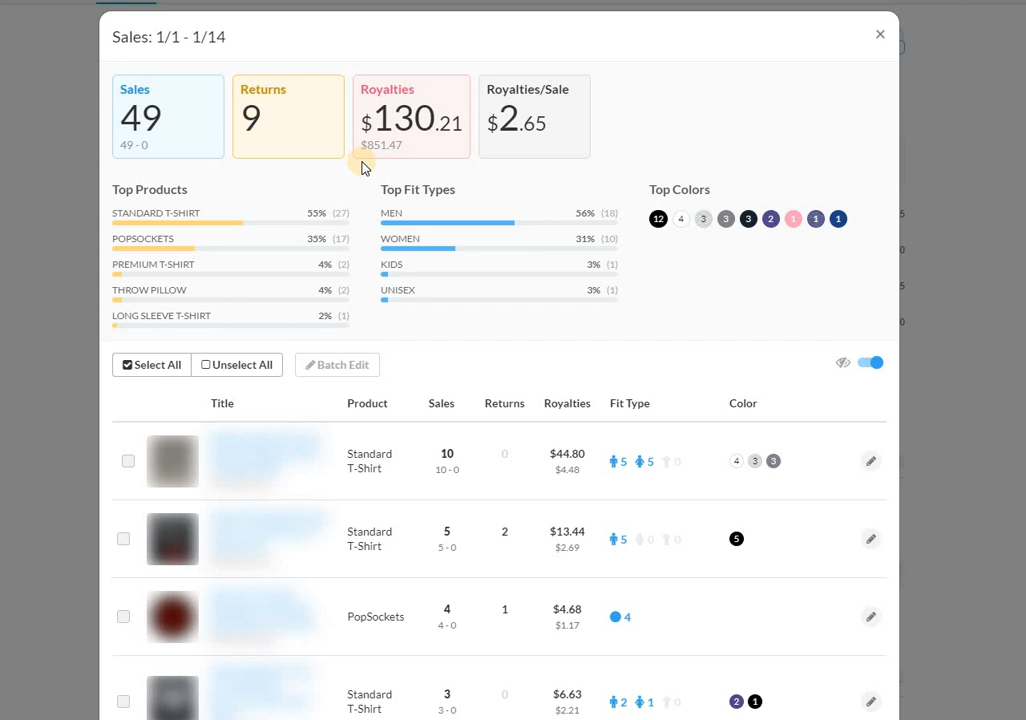 Sales: 1/1 - 1/14
×
Sales
49
49 - 0
Returns
9
Royalties
$130.21
$851.47
Royalties/Sale
$2.65
Top Products
STANDARD T-SHIRT 55% (27)
POPSOCKETS 35% (17)
PREMIUM T-SHIRT 4% (2)
THROW PILLOW 4% (2)
LONG SLEEVE T-SHIRT 2% (1)
Top Fit Types
MEN 56% (18)
WOMEN 31% (10)
KIDS 3% (1)
UNISEX 3% (1)
Top Colors
12 4 3 3 3 2 1 1 1
Select All Unselect All Batch Edit
Title Product Sales Returns Royalties Fit Type Color
Standard T-Shirt
10
10 - 0
0
$44.80
$4.48
5 5 0
4 3 3
Standard T-Shirt
5
5 - 0
2
$13.44
$2.69
5 0 0
5
PopSockets
4
4 - 0
1
$4.68
$1.17
4
Standard T-Shirt
3
3 - 0
0
$6.63
$2.21
2 1 0
2 1
5
0
5
0